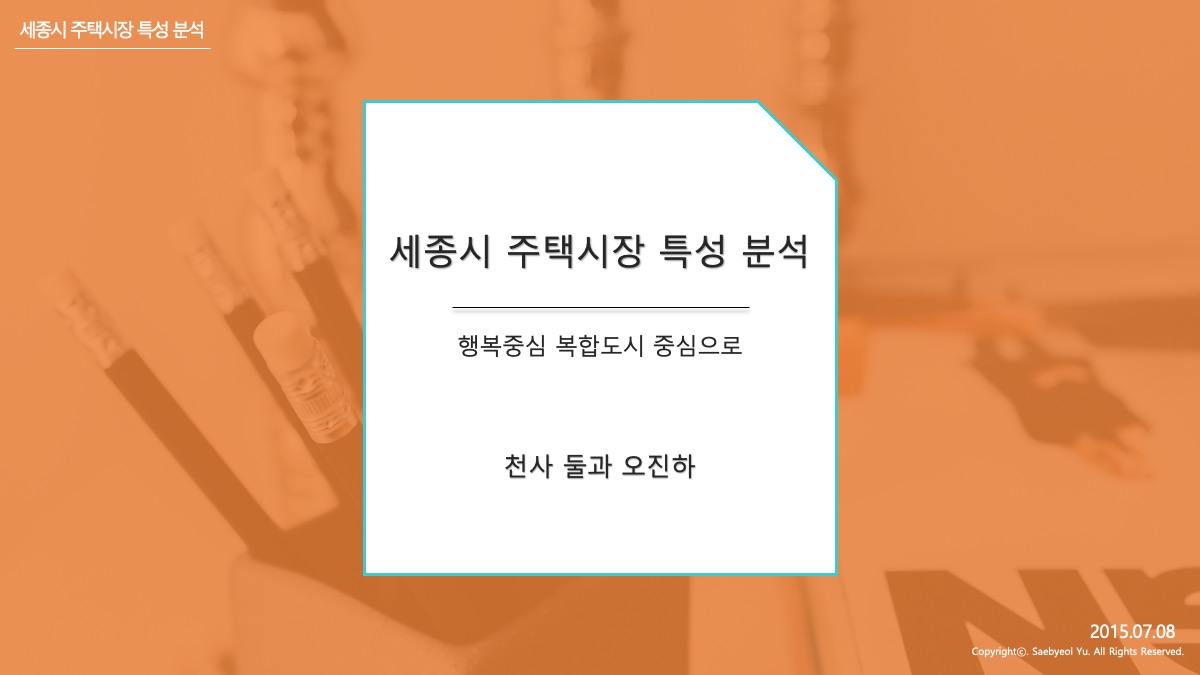 세종시 주택시장 특성 분석
세종시 주택시장 특성 분석
행복중심 복합도시 중심으로
천사 둘과 오진하
NS
2015.07.08
Copyrightⓒ. Saebyeol Yu. All Rights Reserved.